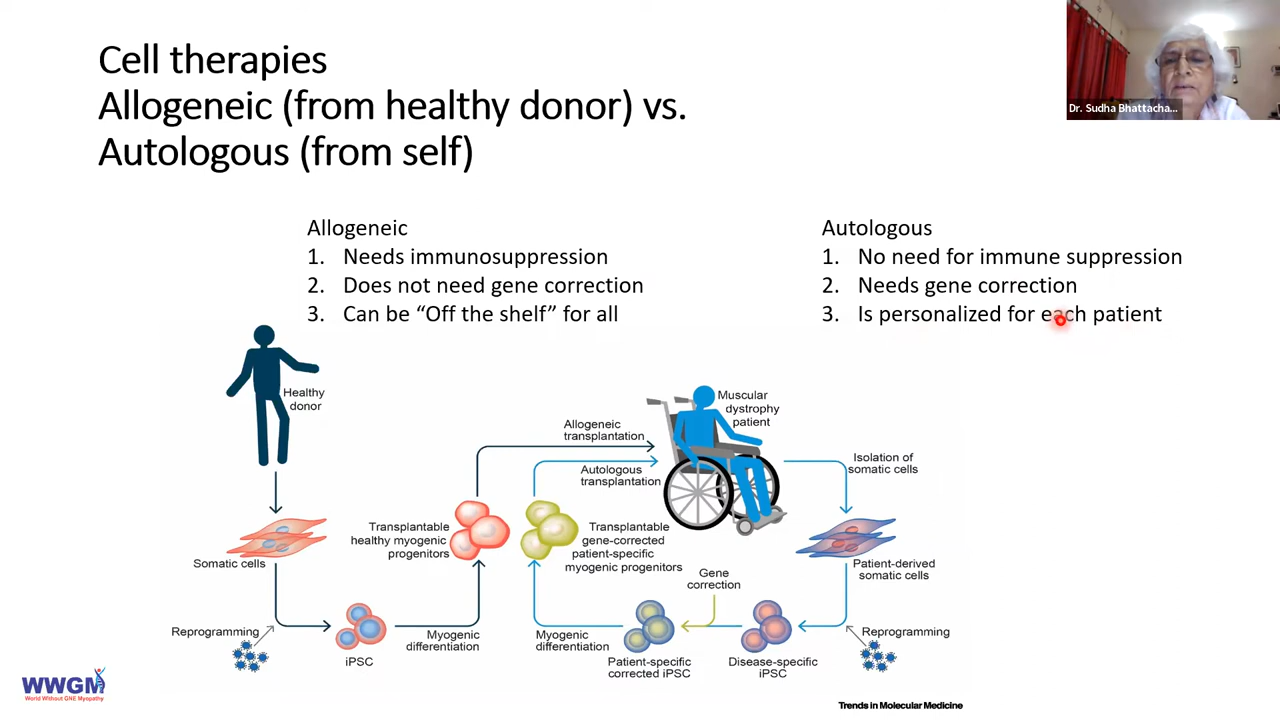 Cell therapies
Allogeneic (from healthy donor) vs.
Autologous (from self)
Dr. Sudha Bhattacha...
Allogeneic
1. Needs immunosuppression
2. Does not need gene correction
3. Can be “Off the shelf” for all
Autologous
1. No need for immune suppression
2. Needs gene correction
3. Is personalized for each patient
Healthy
donor
Muscular
dystrophy
patient
Allogeneic
transplantation
Autologous
transplantation
Isolation of
somatic cells
Somatic cells
Transplantable
healthy myogenic
progenitors
Transplantable
gene-corrected
patient-specific
myogenic progenitors
Patient-derived
somatic cells
Gene
correction
Reprogramming
iPSC
Myogenic
differentiation
Myogenic
differentiation
Patient-specific
corrected iPSC
Disease-specific
iPSC
Reprogramming
WWGM
World Without GNE Myopathy
Trends in Molecular Medicine